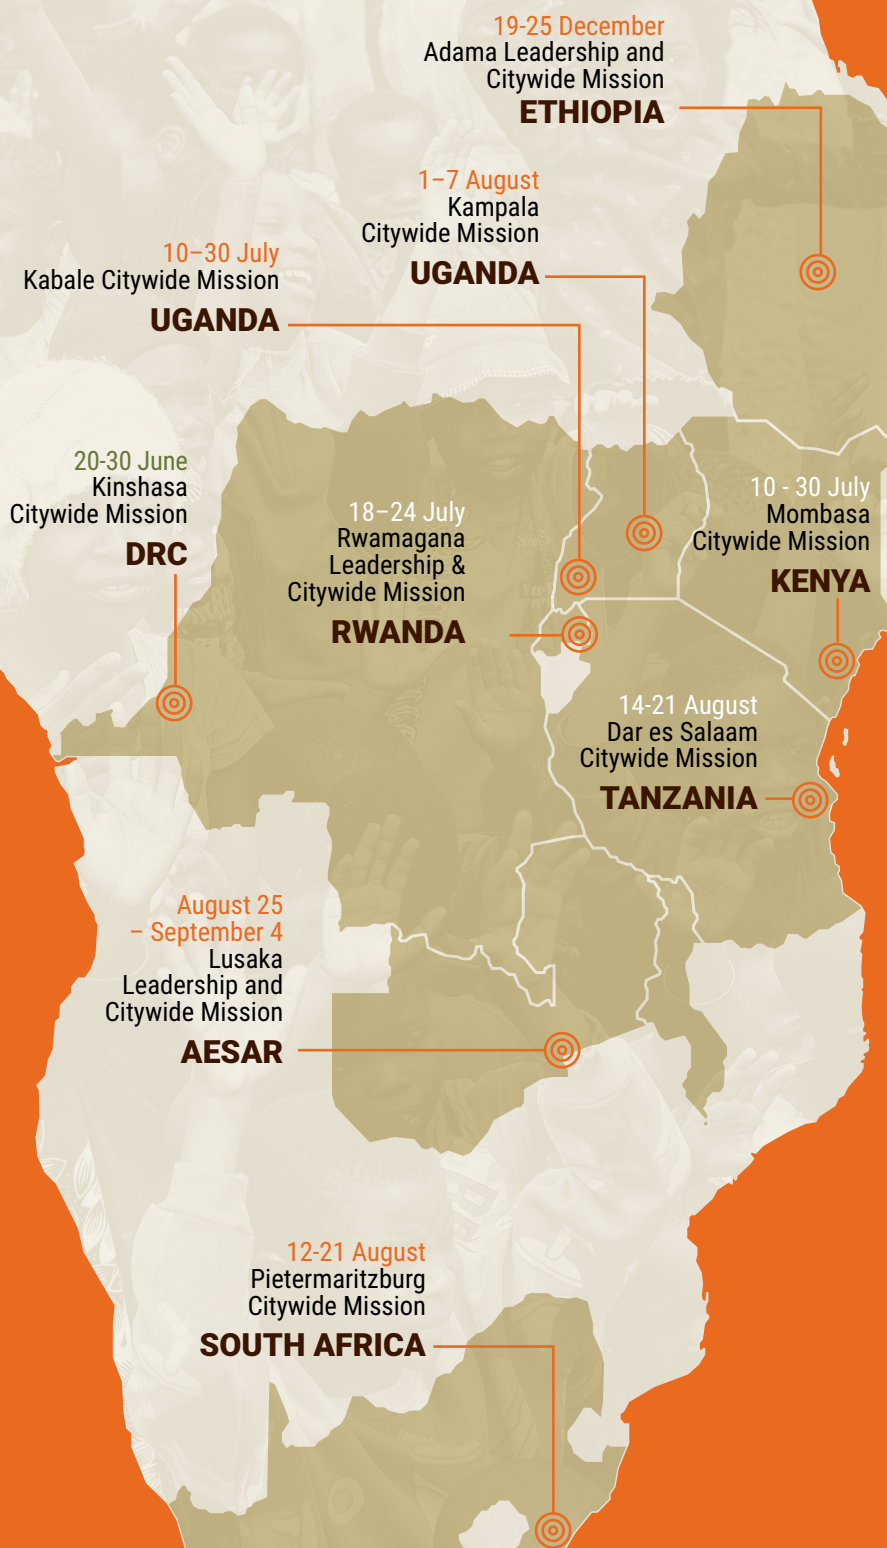 19-25 December
Adama Leadership and
Citywide Mission
ETHIOPIA
1–7 August
Kampala
Citywide Mission
UGANDA
10–30 July
Kabale Citywide Mission
UGANDA
20-30 June
Kinshasa
Citywide Mission
DRC
18–24 July
Rwamagana
Leadership &
Citywide Mission
RWANDA
10 - 30 July
Mombasa
Citywide Mission
KENYA
14-21 August
Dar es Salaam
Citywide Mission
TANZANIA
August 25
– September 4
Lusaka
Leadership and
Citywide Mission
AESAR
12-21 August
Pietermaritzburg
Citywide Mission
SOUTH AFRICA